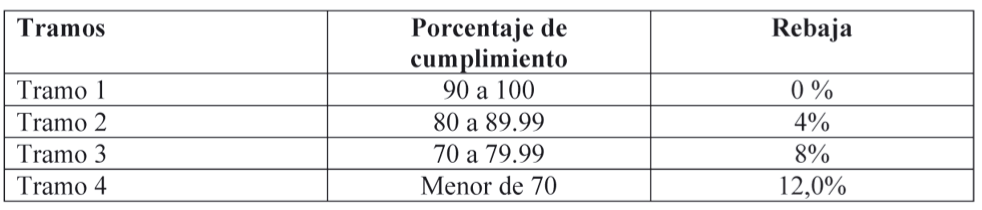 Tramos Porcentaje de cumplimiento Rebaja
Tramo 1 90 a 100 0 %
Tramo 2 80 a 89.99 4%
Tramo 3 70 a 79.99 8%
Tramo 4 Menor de 70 12,0%